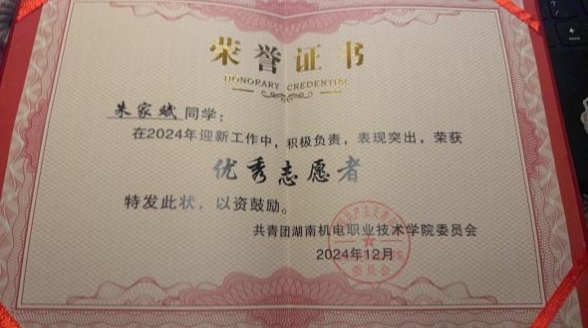 荣誉证书
HONORARY CREDENTIAL
朱家斌 同学：
在2024年迎新工作中，积极负责，表现突出，荣获
优秀志愿者
特发此状，以资鼓励。
共青团湖南机电职业技术学院委员会
2024年12月
委员会